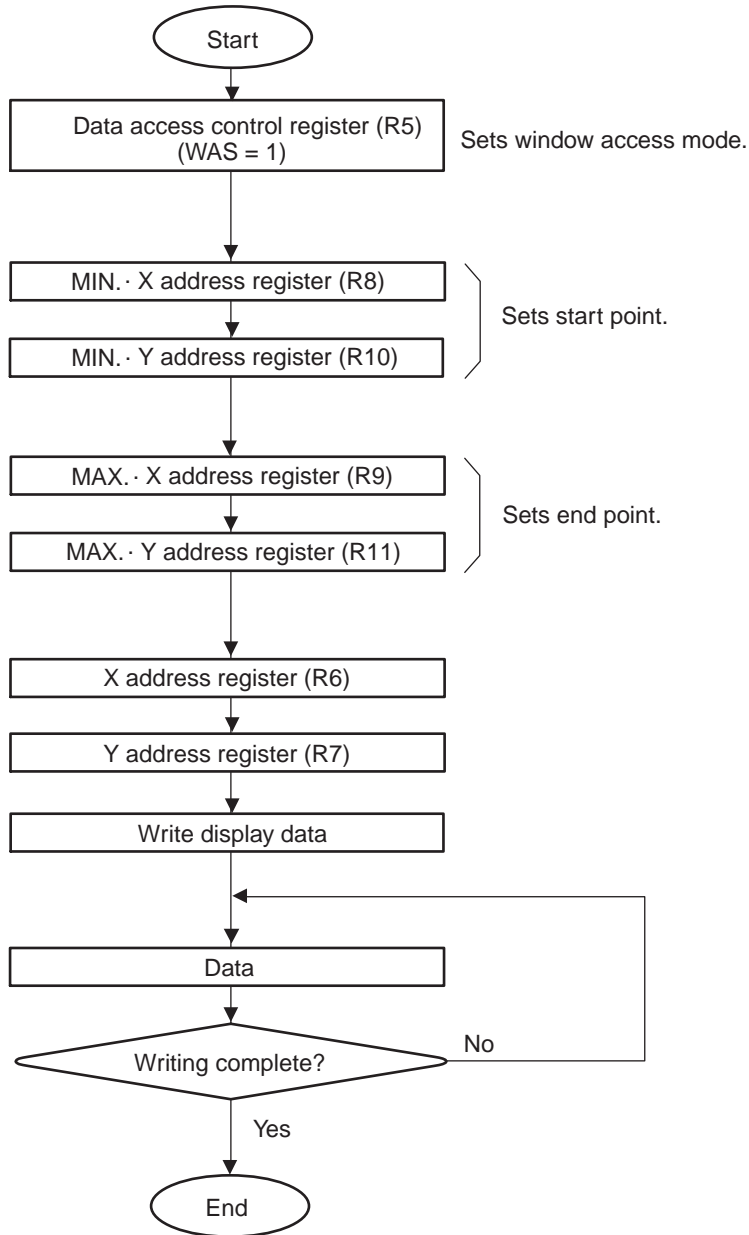 Start
Data access control register (R5)
(WAS = 1)
Sets window access mode.
MIN. · X address register (R8)
Sets start point.
MIN. · Y address register (R10)
MAX. · X address register (R9)
Sets end point.
MAX. · Y address register (R11)
X address register (R6)
Y address register (R7)
Write display data
Data
Writing complete?
No
Yes
End